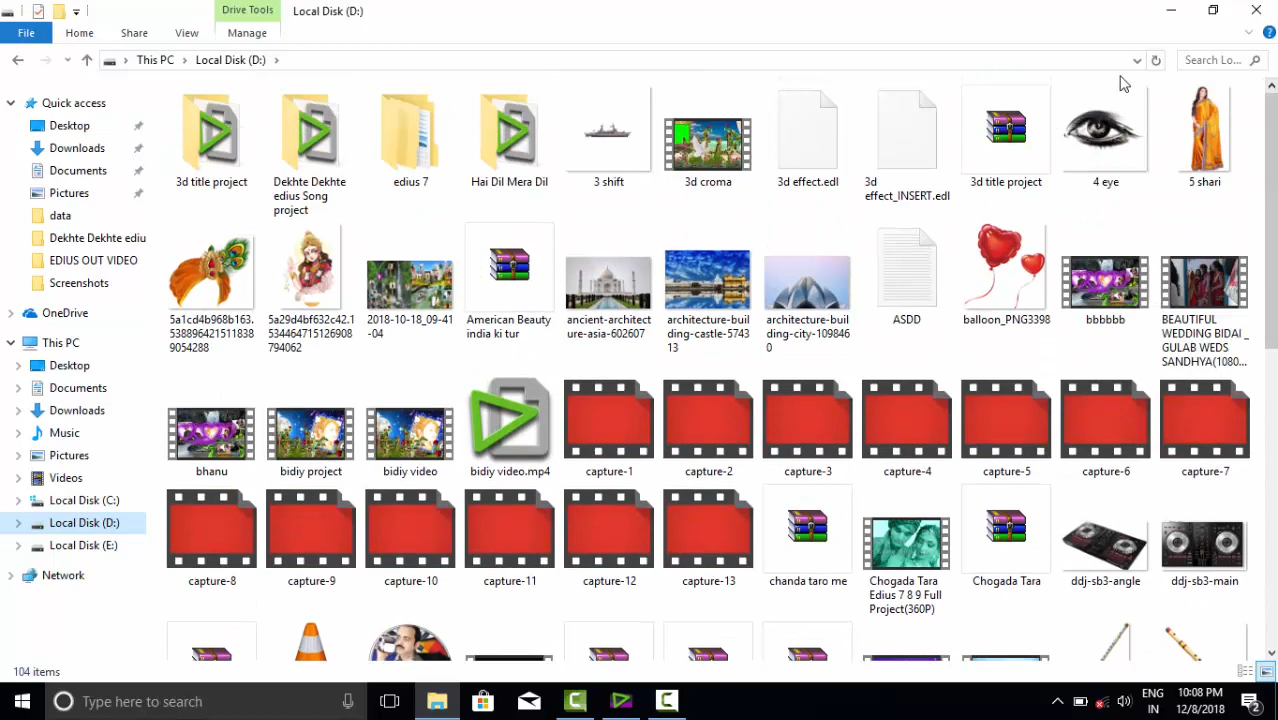 Drive Tools
Local Disk (D:)
File
Home
Share
View
Manage
This PC
Local Disk (D:)
Search Lo...
Quick access
Desktop
Downloads
Documents
Pictures
data
Dekhte Dekhte ediu
EDIUS OUT VIDEO
Screenshots
OneDrive
This PC
Desktop
Documents
Downloads
Music
Pictures
Videos
Local Disk (C:)
Local Disk (D:)
Local Disk (E:)
Network
3d title project
Dekhte Dekhte
edius Song
project
edius 7
Hai Dil Mera Dil
3 shift
3d croma
3d effect.edl
3d
effect_INSERT.edl
3d title project
4 eye
5 shari
5a1cd4b968b163.
538896421511838
9054288
5a29d4bf632c42.1
534464715126908
794062
2018-10-18_09-41
-04
American Beauty
india ki tur
ancient-architect
ure-asia-602607
architecture-buil
ding-castle-5743
13
architecture-buil
ding-city-109846
0
ASDD
balloon_PNG3398
bbbbbb
BEAUTIFUL
WEDDING BIDAI _
GULAB WEDS
SANDHYA(1080...
bhanu
bidiy project
bidiy video
bidiy video.mp4
capture-1
capture-2
capture-3
capture-4
capture-5
capture-6
capture-7
capture-8
capture-9
capture-10
capture-11
capture-12
capture-13
chanda taro me
Chogada Tara
Edius 7 8 9 Full
Project(360P)
Chogada Tara
ddj-sb3-angle
ddj-sb3-main
104 items
Type here to search
ENG
IN
10:08 PM
12/8/2018
2